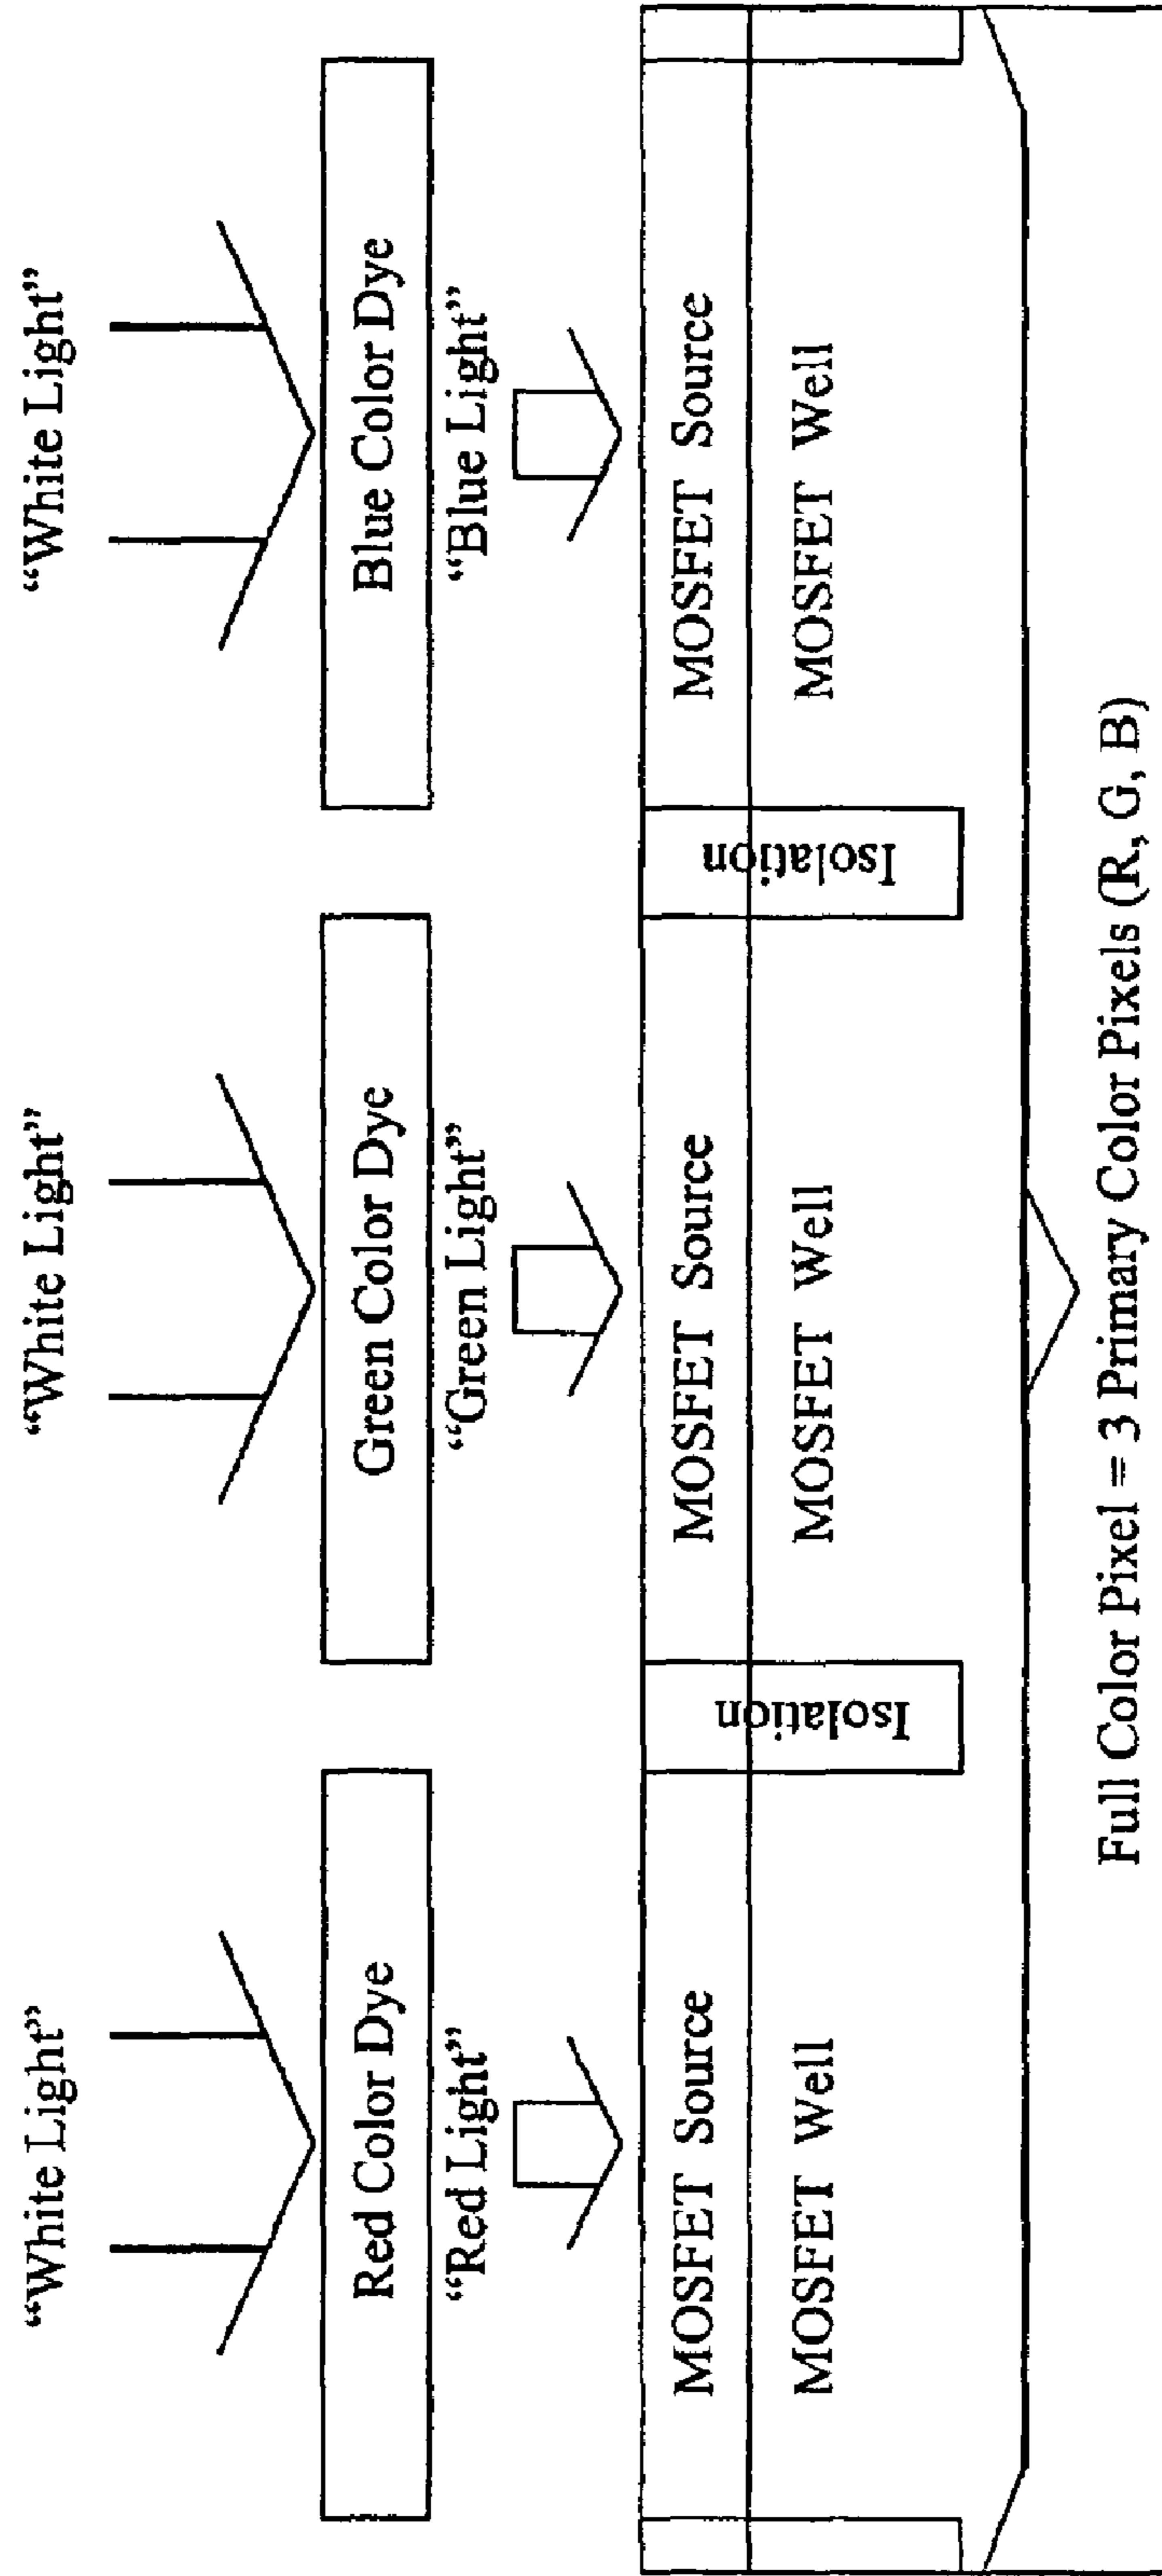 “White Light” “White Light” “White Light”
Red Color Dye Green Color Dye Blue Color Dye
“Red Light” “Green Light” “Blue Light”
MOSFET Source MOSFET Source MOSFET Source
Isolation Isolation
MOSFET Well MOSFET Well MOSFET Well
Full Color Pixel = 3 Primary Color Pixels (R, G, B)